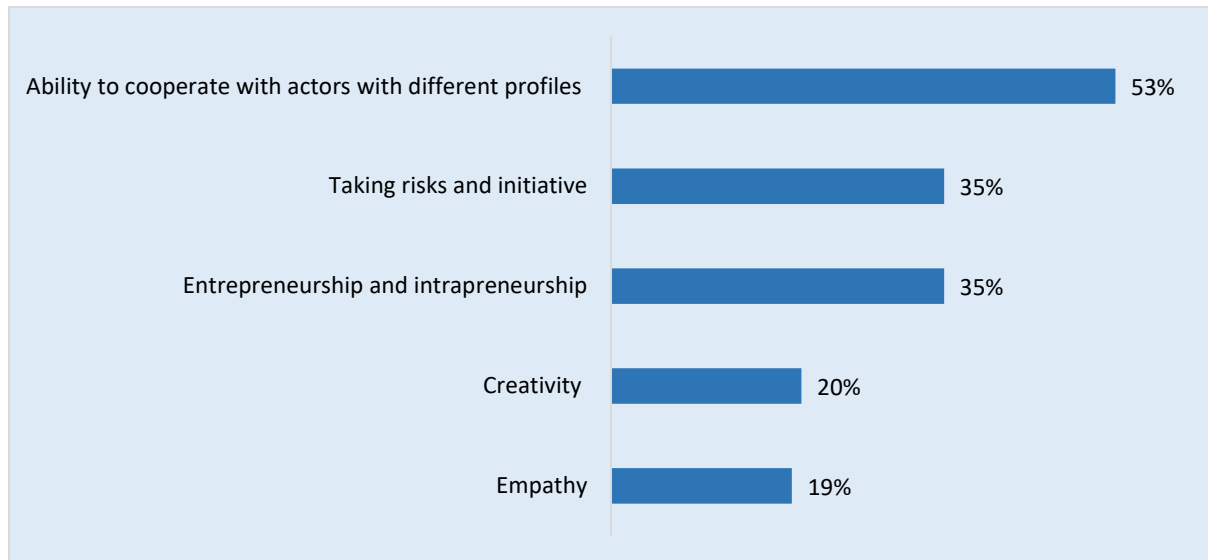 Ability to cooperate with actors with different profiles 53%
Taking risks and initiative 35%
Entrepreneurship and intrapreneurship 35%
Creativity 20%
Empathy 19%